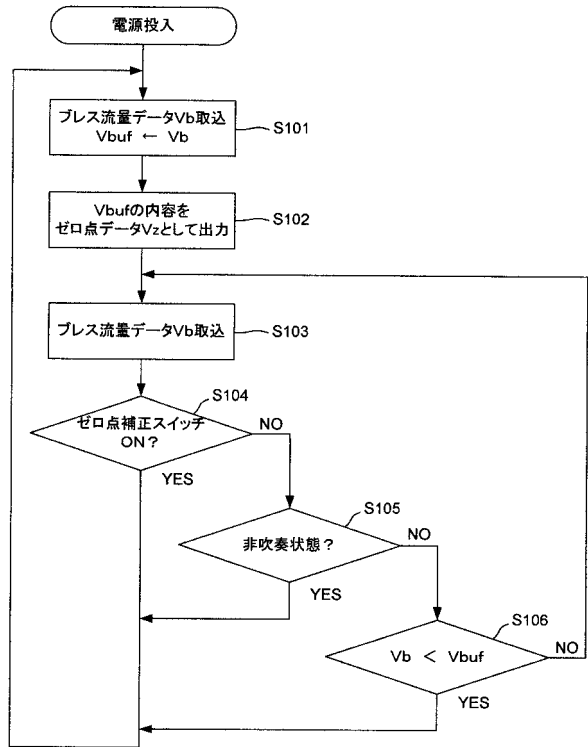 電源投入
ブレス流量データVb取込
Vbuf ← Vb
S101
Vbufの内容を
ゼロ点データVzとして出力
S102
ブレス流量データVb取込
S103
S104
ゼロ点補正スイッチ
ON？
NO
YES
S105
非吹奏状態？
NO
YES
S106
Vb ＜ Vbuf
NO
YES